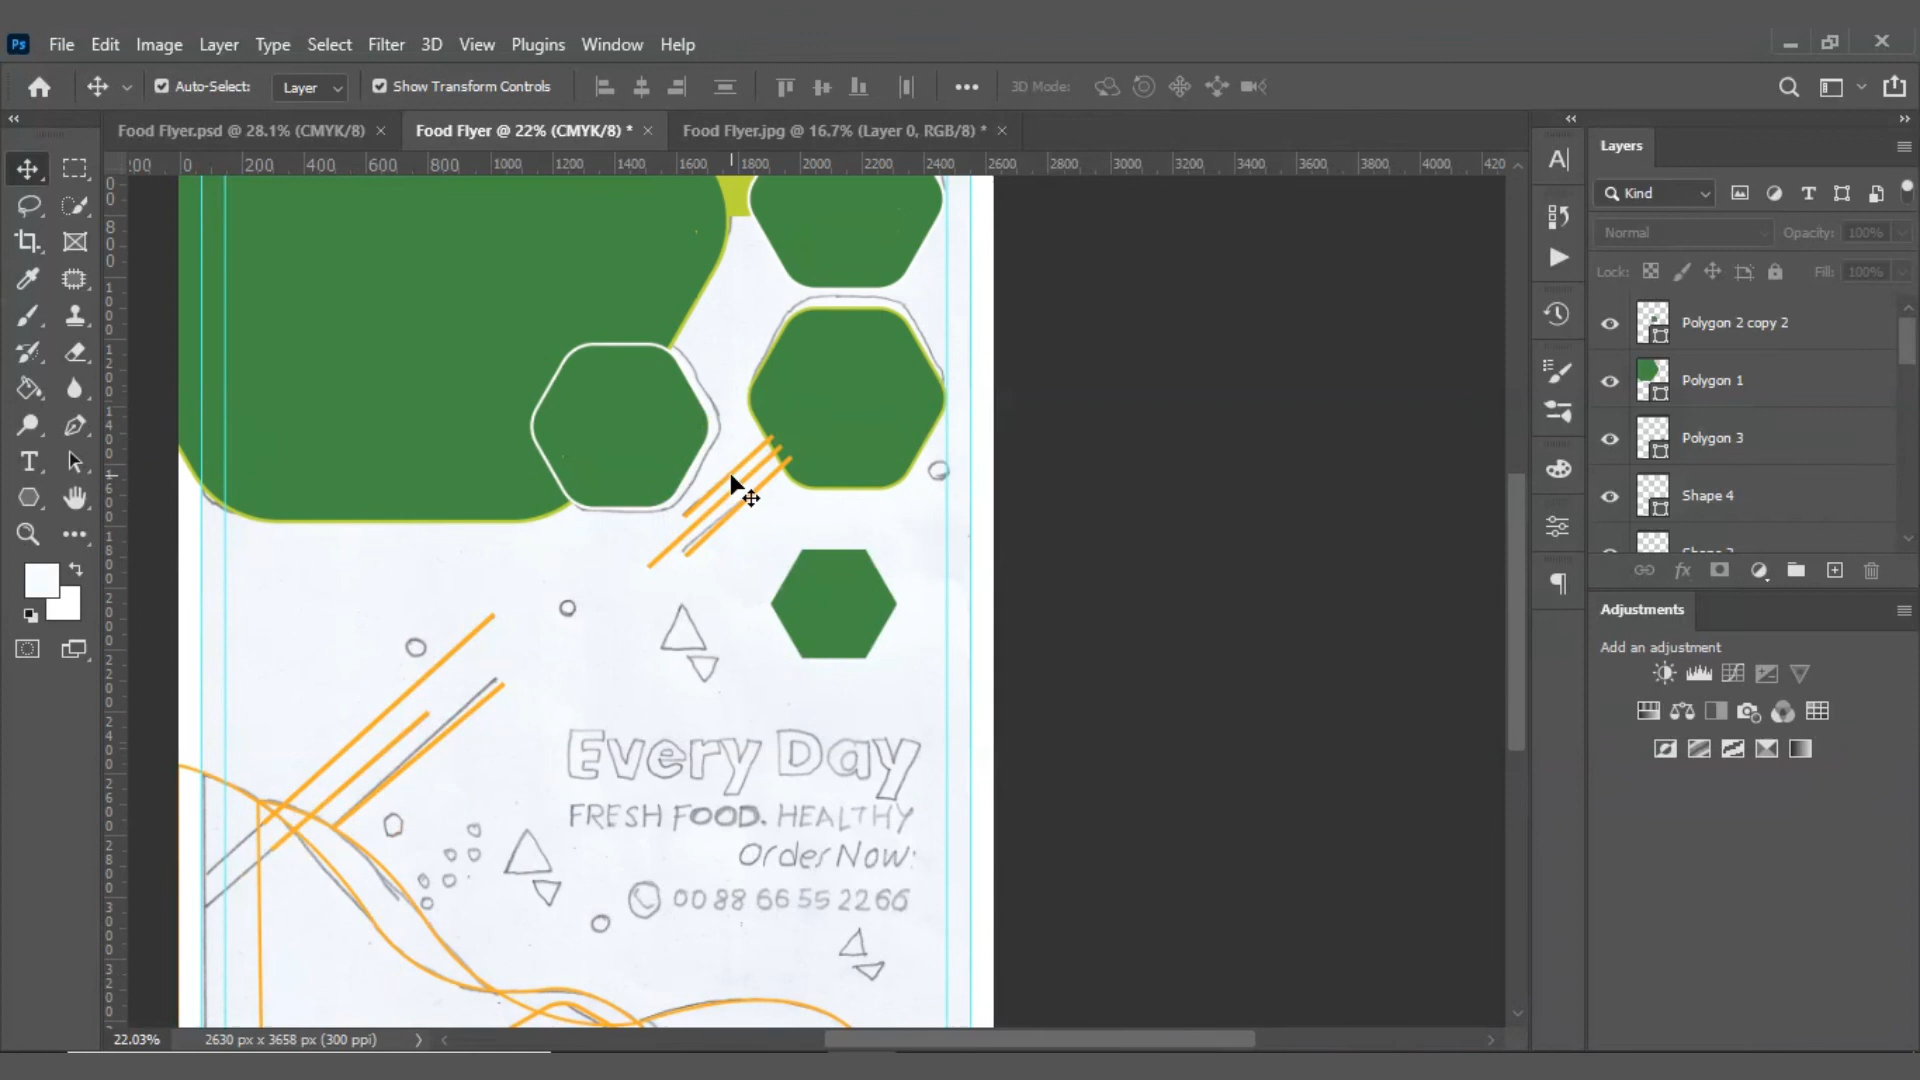 Ps File Edit Image Layer Type Select Filter 3D View Plugins Window Help
Auto-Select: Layer Show Transform Controls 3D Mode:
Food Flyer.psd @ 28.1% (CMYK/8) × Food Flyer @ 22% (CMYK/8) * × Food Flyer.jpg @ 16.7% (Layer 0, RGB/8) * ×
:00 0 200 400 600 800 1000 1200 1400 1600 1800 2000 2200 2400 2600 2800 3000 3200 3400 3600 3800 4000 420
Layers
Kind
Normal Opacity: 100%
Lock: Fill: 100%
Polygon 2 copy 2
Polygon 1
Polygon 3
Shape 4
Adjustments
Add an adjustment
Every Day
FRESH FOOD. HEALTHY
Order Now:
00 88 66 55 22 66
22.03% 2630 px x 3658 px (300 ppi)